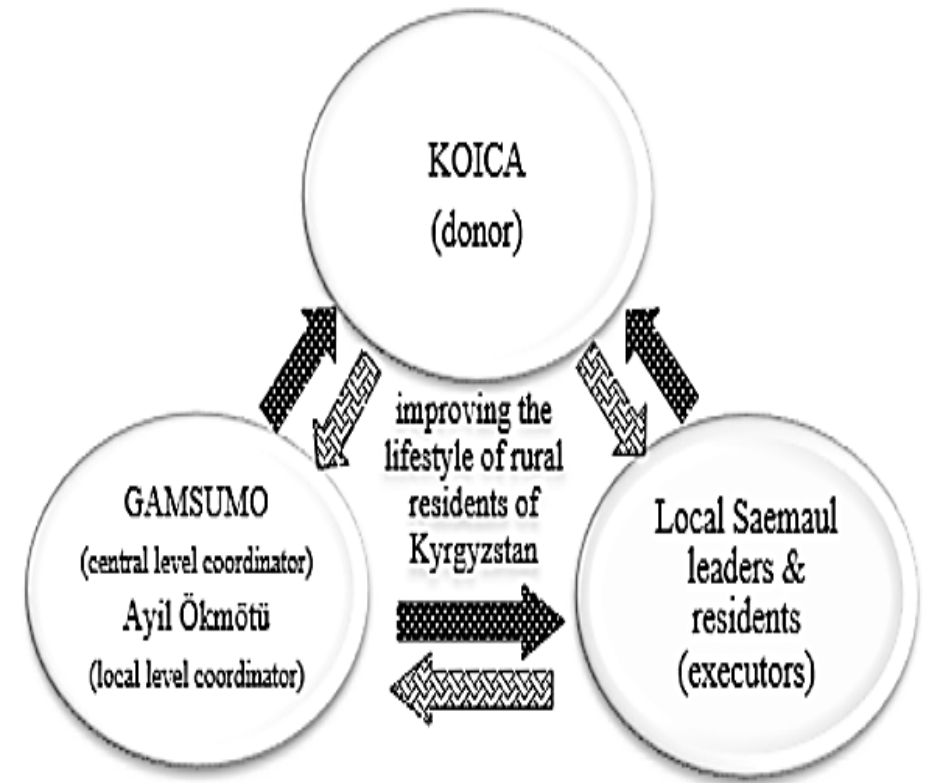 KOICA
(donor)
improving the
lifestyle of rural
residents of
Kyrgyzstan
GAMSUMO
(central level coordinator)
Ayil Ökmötü
(local level coordinator)
Local Saemaul
leaders &
residents
(executors)